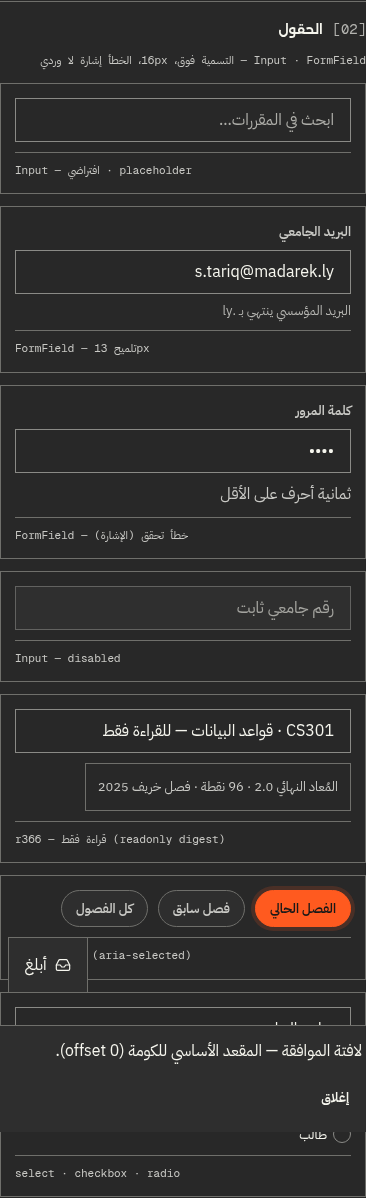 [02] الحقول
Input · FormField — التسمية فوق، 16px، الخطأ إشارة لا وردي
ابحث في المقررات...
Input — افتراضي · placeholder
البريد الجامعي
s.tariq@madarek.ly
البريد المؤسسي ينتهي بـ .ly
FormField — تلميح 13px
كلمة المرور
••••
ثمانية أحرف على الأقل
FormField — خطأ تحقق (الإشارة)
رقم جامعي ثابت
Input — disabled
CS301 · قواعد البيانات — للقراءة فقط
المُعاد النهائي 2.0 · 96 نقطة · فصل خريف 2025
r366 — قراءة فقط (readonly digest)
الفصل الحالي
فصل سابق
كل الفصول
(aria-selected)
أبلغ
لافتة الموافقة — المقعد الأساسي للكومة (offset 0).
إغلاق
طالب
select · checkbox · radio